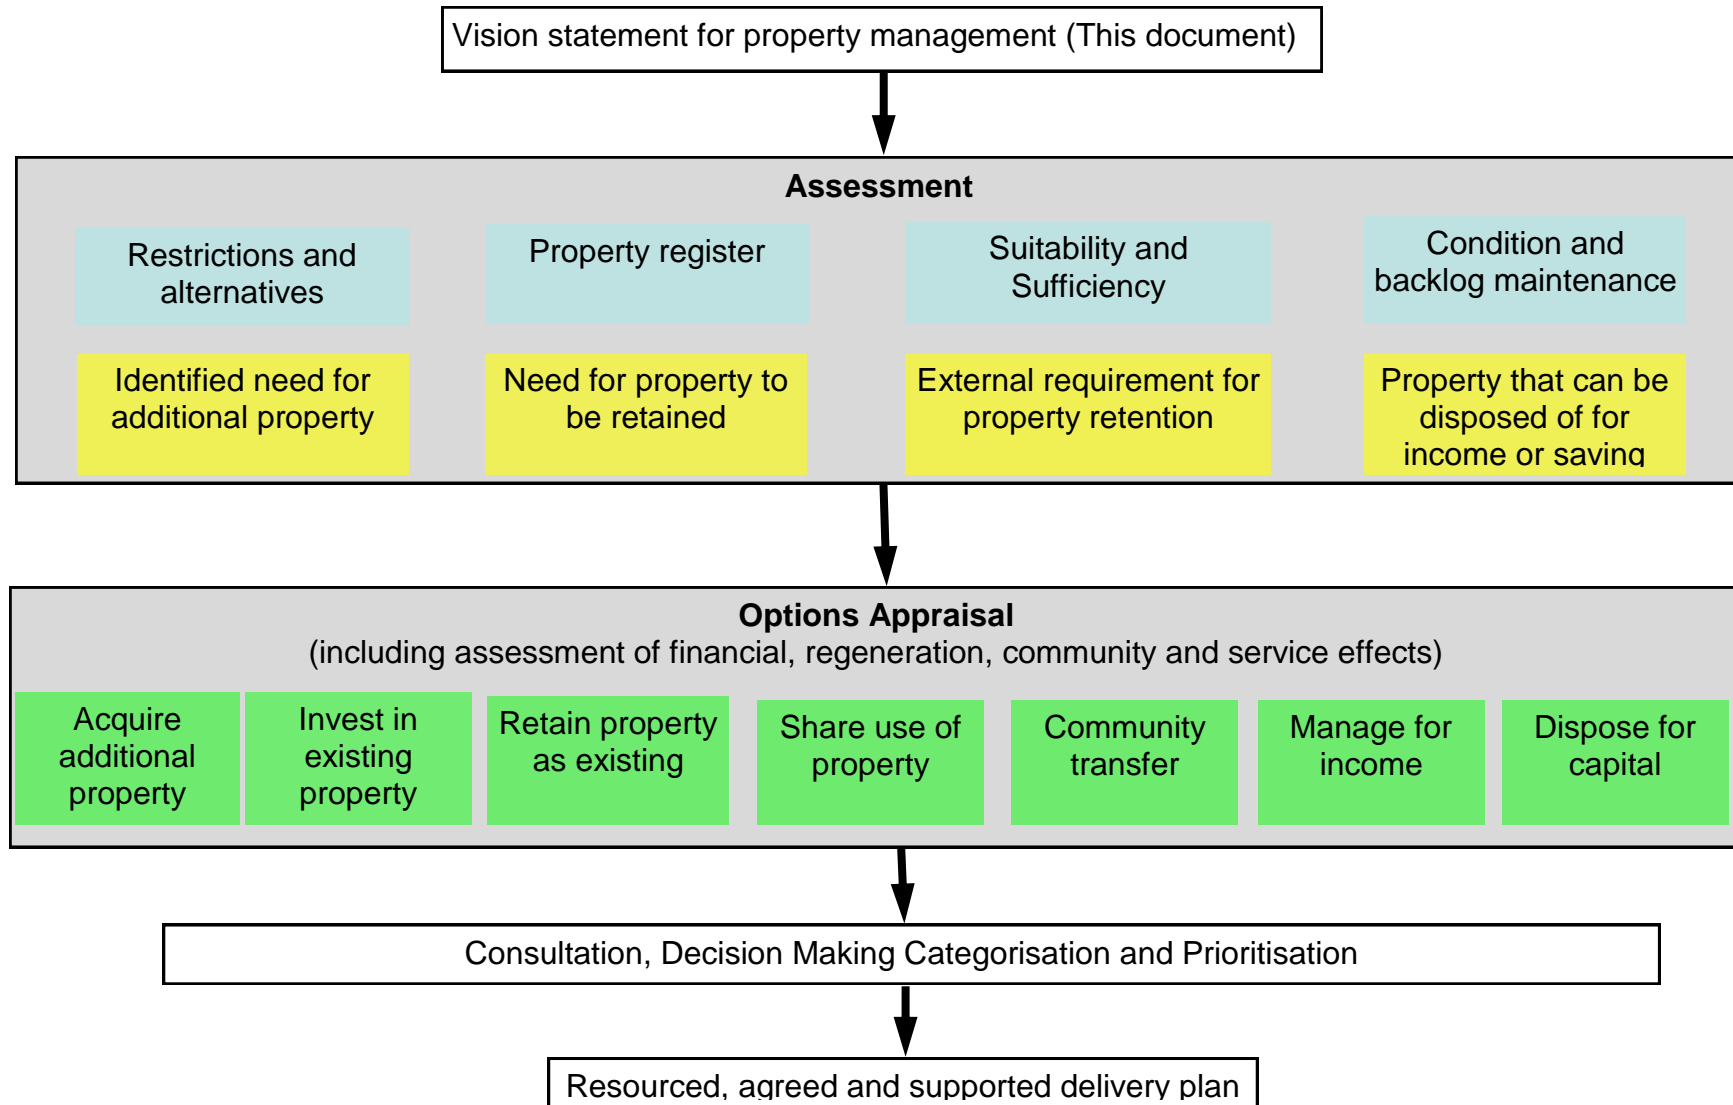 Vision statement for property management (This document)
Assessment
Restrictions and
alternatives
Property register
Suitability and
Sufficiency
Condition and
backlog maintenance
Identified need for
additional property
Need for property to
be retained
External requirement for
property retention
Property that can be
disposed of for
income or saving
Options Appraisal
(including assessment of financial, regeneration, community and service effects)
Acquire
additional
property
Invest in
existing
property
Retain property
as existing
Share use of
property
Community
transfer
Manage for
income
Dispose for
capital
Consultation, Decision Making Categorisation and Prioritisation
Resourced, agreed and supported delivery plan